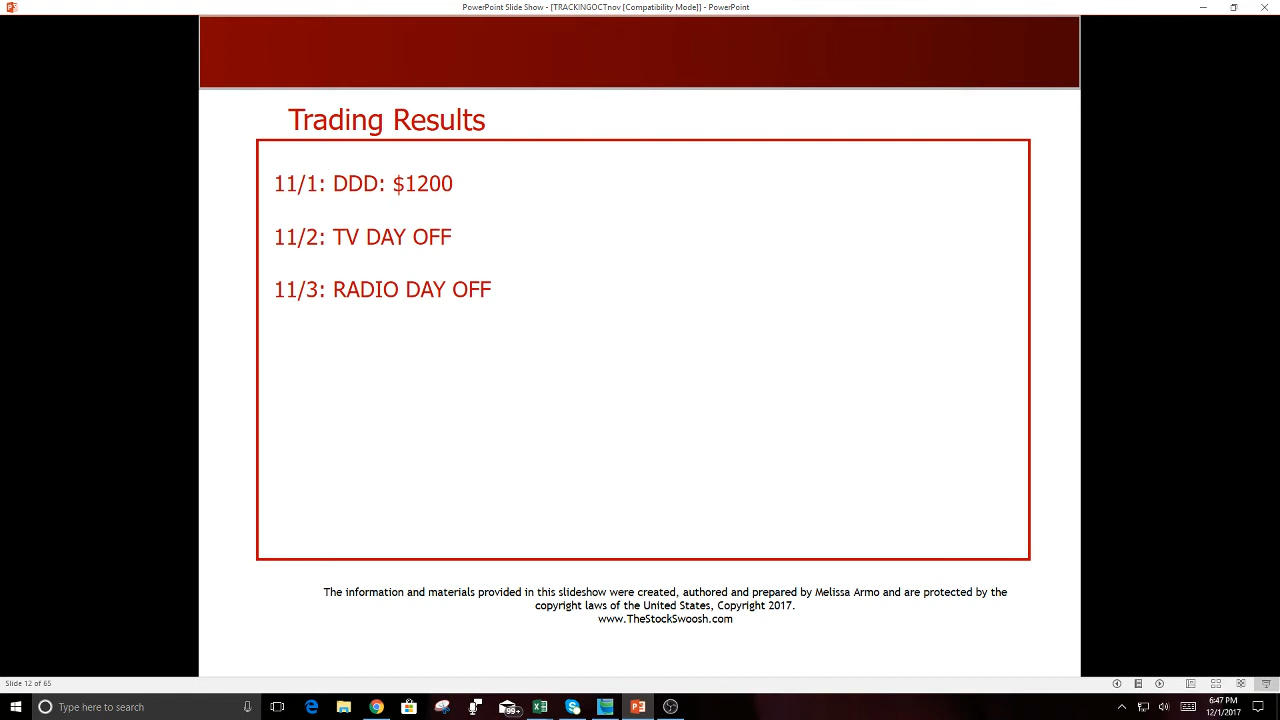 PowerPoint Slide Show - [TRACKINGOCTnov [Compatibility Mode]] - PowerPoint
Trading Results
11/1: DDD: $1200
11/2: TV DAY OFF
11/3: RADIO DAY OFF
The information and materials provided in this slideshow were created, authored and prepared by Melissa Armo and are protected by the
copyright laws of the United States, Copyright 2017.
www.TheStockSwoosh.com
Slide 12 of 65
Type here to search
99+
6:47 PM
12/1/2017